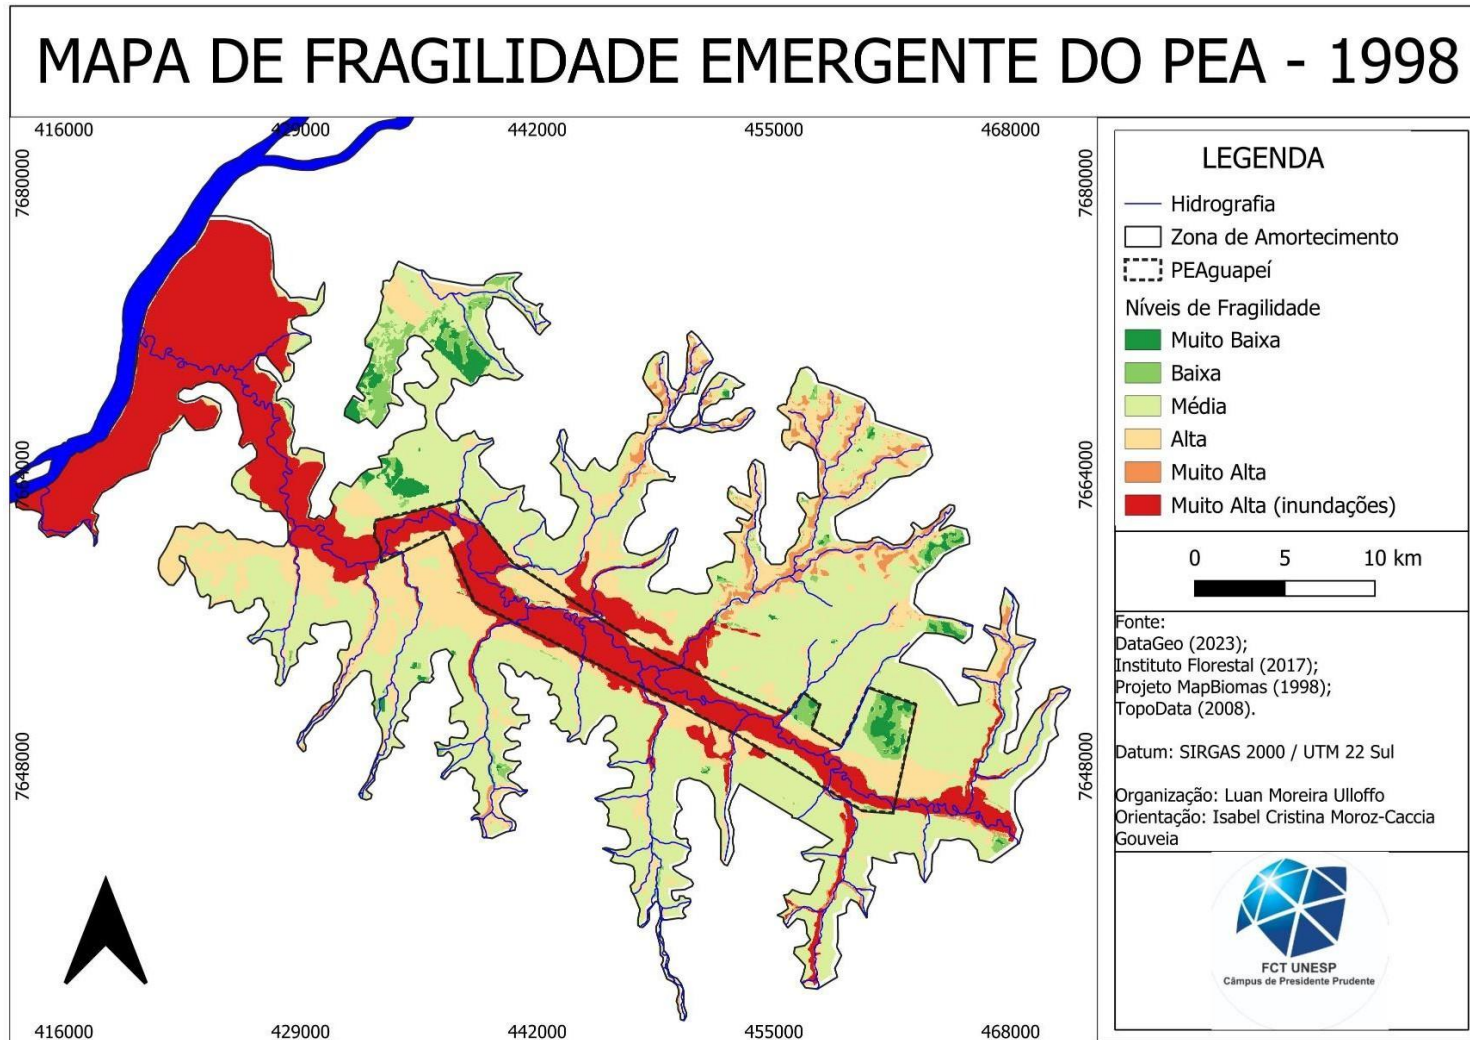 MAPA DE FRAGILIDADE EMERGENTE DO PEA - 1998
416000 429000 442000 455000 468000
7680000 7680000
7664000 7664000
7648000 7648000
416000 429000 442000 455000 468000
LEGENDA
Hidrografia
Zona de Amortecimento
PEAguapeí
Níveis de Fragilidade
Muito Baixa
Baixa
Média
Alta
Muito Alta
Muito Alta (inundações)
0 5 10 km
Fonte:
DataGeo (2023);
Instituto Florestal (2017);
Projeto MapBiomas (1998);
TopoData (2008).
Datum: SIRGAS 2000 / UTM 22 Sul
Organização: Luan Moreira Ulloffo
Orientação: Isabel Cristina Moroz-Caccia
Gouveia
FCT UNESP
Câmpus de Presidente Prudente